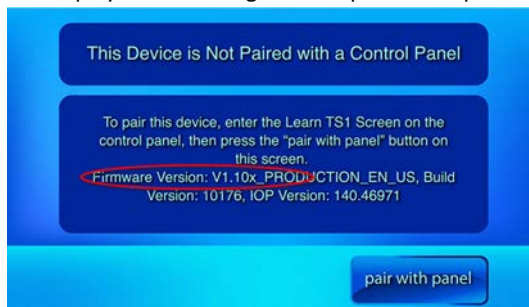 This Device is Not Paired with a Control Panel
To pair this device, enter the Learn TS1 Screen on the
control panel, then press the "pair with panel" button on
this screen.
Firmware Version: V1.10x_PRODUCTION_EN_US, Build
Version: 10176, IOP Version: 140.46971
pair with panel